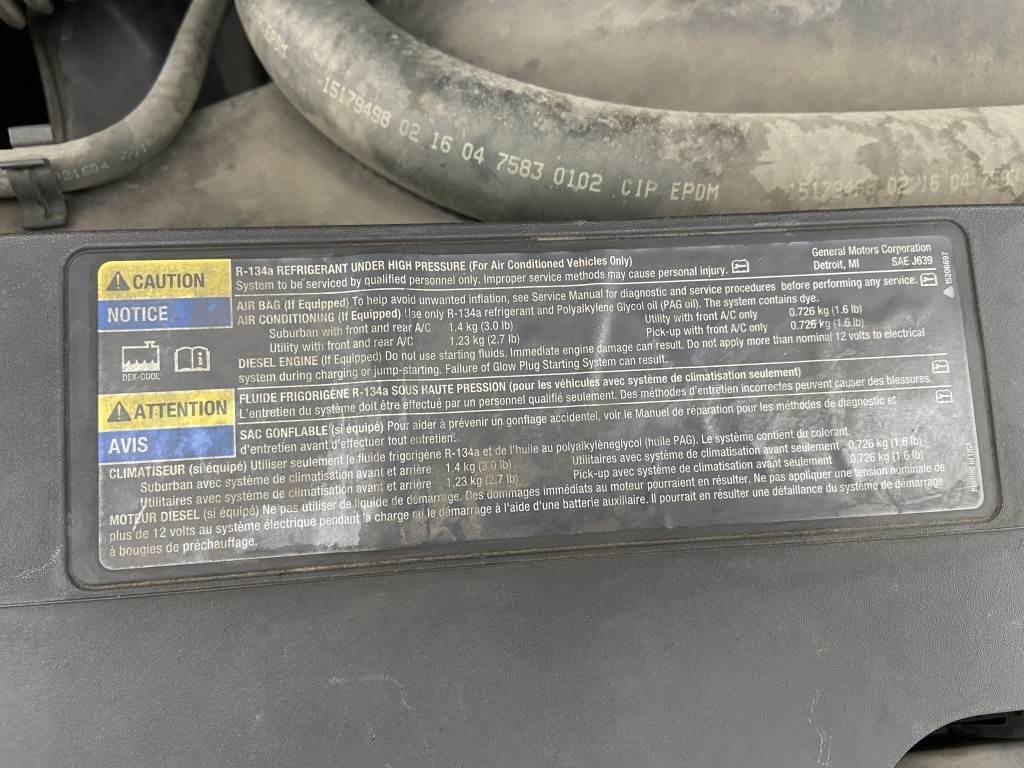 EPDM
15179498 02 16 04 7583 0102 CIP EPDM
15179498 02 16 04 7583
CAUTION
NOTICE
DEX-COOL
R-134a REFRIGERANT UNDER HIGH PRESSURE (For Air Conditioned Vehicles Only)
System to be serviced by qualified personnel only. Improper service methods may cause personal injury.
General Motors Corporation
Detroit, MI SAE J639
15206697
AIR BAG (If Equipped) To help avoid unwanted inflation, see Service Manual for diagnostic and service procedures before performing any service.
AIR CONDITIONING (If Equipped) Use only R-134a refrigerant and Polyalkylene Glycol oil (PAG oil). The system contains dye.
Suburban with front and rear A/C 1.4 kg (3.0 lb) Utility with front A/C only 0.726 kg (1.6 lb)
Utility with front and rear A/C 1.23 kg (2.7 lb) Pick-up with front A/C only 0.726 kg (1.6 lb)
DIESEL ENGINE (If Equipped) Do not use starting fluids. Immediate engine damage can result. Do not apply more than nominal 12 volts to electrical
system during charging or jump-starting. Failure of Glow Plug Starting System can result.
ATTENTION
AVIS
FLUIDE FRIGORIGÈNE R-134a SOUS HAUTE PRESSION (pour les véhicules avec système de climatisation seulement)
L'entretien du système doit être effectué par un personnel qualifié seulement. Des méthodes d'entretien incorrectes peuvent causer des blessures.
SAC GONFLABLE (si équipé) Pour aider à prévenir un gonflage accidentel, voir le Manuel de réparation pour les méthodes de diagnostic et
d'entretien avant d'effectuer tout entretien.
CLIMATISEUR (si équipé) Utiliser seulement le fluide frigorigène R-134a et de l'huile au polyalkylèneglycol (huile PAG). Le système contient du colorant.
Suburban avec système de climatisation avant et arrière 1.4 kg (3.0 lb) Utilitaires avec système de climatisation avant seulement 0.726 kg (1.6 lb)
Utilitaires avec système de climatisation avant et arrière 1.23 kg (2.7 lb) Pick-up avec système de climatisation avant seulement 0.726 kg (1.6 lb)
MOTEUR DIESEL (si équipé) Ne pas utiliser de liquide de démarrage. Des dommages immédiats au moteur pourraient en résulter. Ne pas appliquer une tension nominale de
plus de 12 volts au système électrique pendant la charge ou le démarrage à l'aide d'une batterie auxiliaire. Il pourrait en résulter une défaillance du système de démarrage
à bougies de préchauffage.
Printed in USA